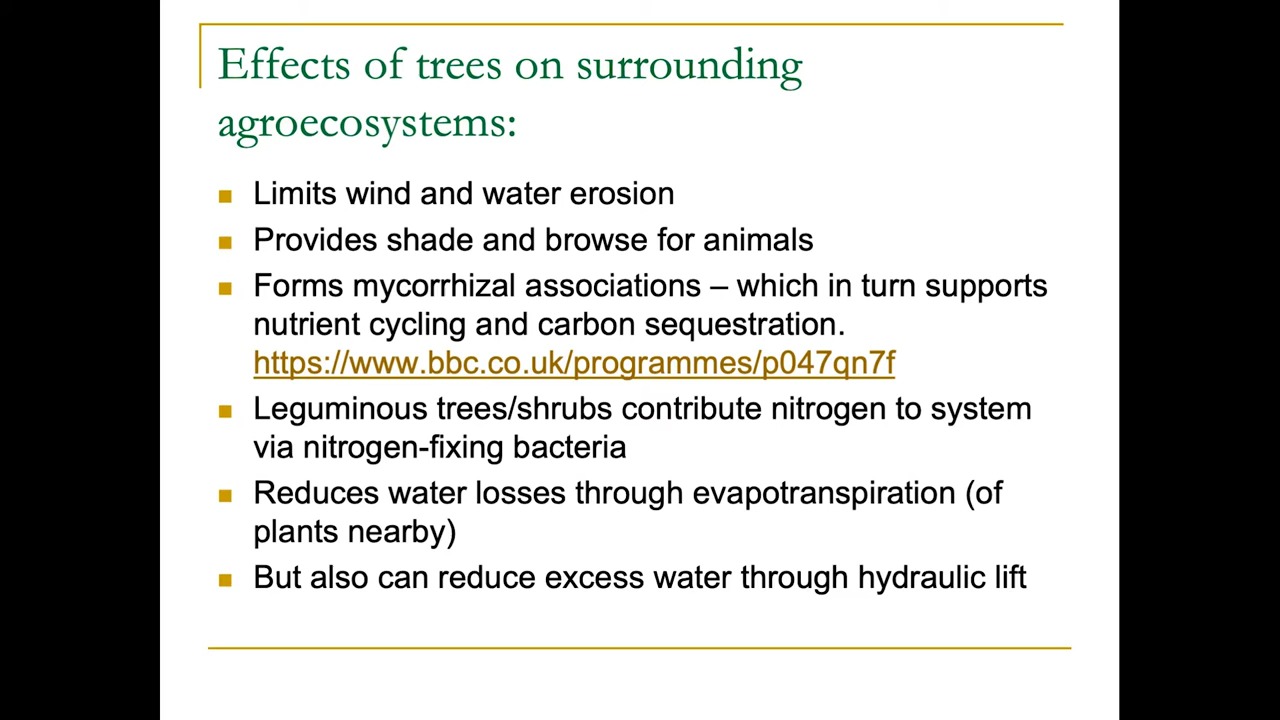 Effects of trees on surrounding
agroecosystems:
Limits wind and water erosion
Provides shade and browse for animals
Forms mycorrhizal associations – which in turn supports
nutrient cycling and carbon sequestration.
https://www.bbc.co.uk/programmes/p047qn7f
Leguminous trees/shrubs contribute nitrogen to system
via nitrogen-fixing bacteria
Reduces water losses through evapotranspiration (of
plants nearby)
But also can reduce excess water through hydraulic lift